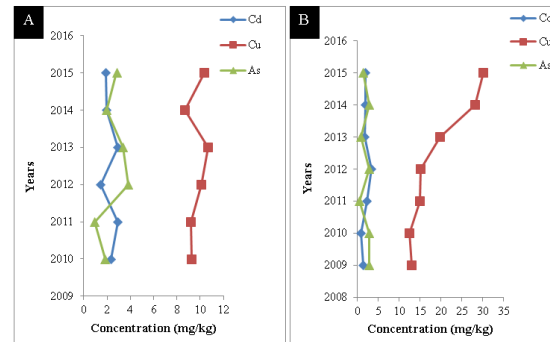 A
Cd
Cu
As
2016
2015
2014
2013
2012
2011
2010
2009
Years
0 2 4 6 8 10 12
Concentration (mg/kg)
B
Cd
Cu
As
2016
2015
2014
2013
2012
2011
2010
2009
2008
Years
0 5 10 15 20 25 30 35
Concentration (mg/kg)